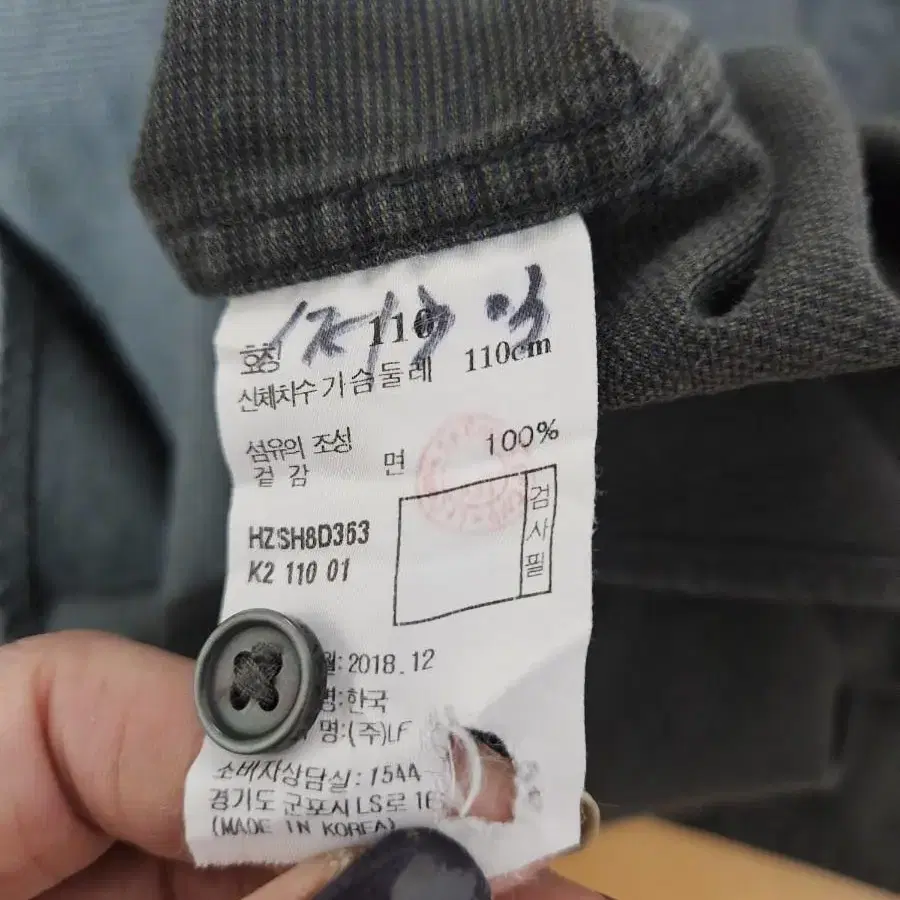 호칭 110
신체치수 기슴둘레 110cm
섬유의 조성
겉 감 면 100%
검사필
HZSH8D353
K2 110 01
월: 2018.12
명: 한국
명: (주)LF
소비자상담실: 1544
경기도 군포시 LS로 16
(MADE IN KOREA)